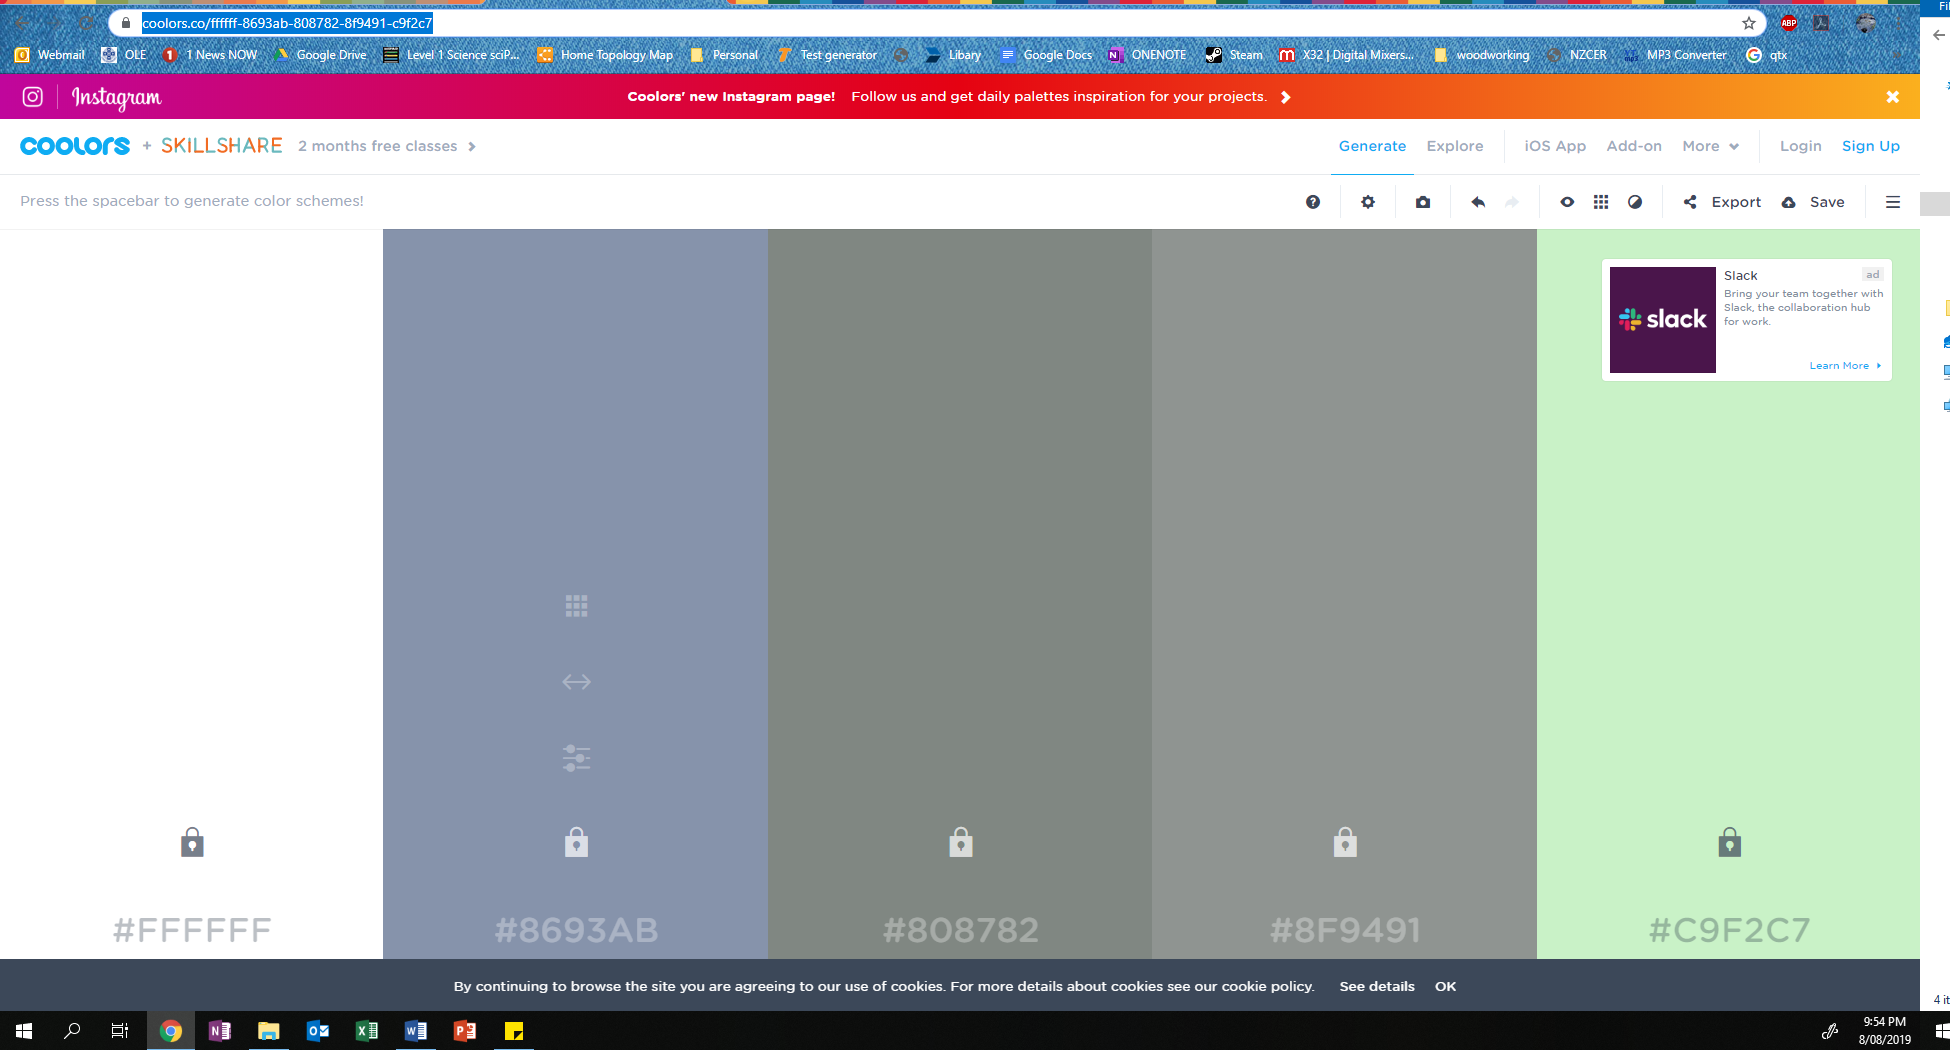 Fil
coolors.co/ffffff-8693ab-808782-8f9491-c9f2c7
ABP
Webmail OLE 1 1 News NOW Google Drive Level 1 Science sciP... Home Topology Map Personal Test generator Libary Google Docs N ONENOTE Steam m X32 | Digital Mixers... woodworking NZCER mp3 MP3 Converter G qtx
Instagram Coolors' new Instagram page! Follow us and get daily palettes inspiration for your projects.
coolors + SKILLSHARE 2 months free classes Generate Explore iOS App Add-on More Login Sign Up
Press the spacebar to generate color schemes! Export Save
slack
Slack ad
Bring your team together with
Slack, the collaboration hub
for work.
Learn More
#FFFFFF #8693AB #808782 #8F9491 #C9F2C7
By continuing to browse the site you are agreeing to our use of cookies. For more details about cookies see our cookie policy. See details OK
4 it
9:54 PM
8/08/2019